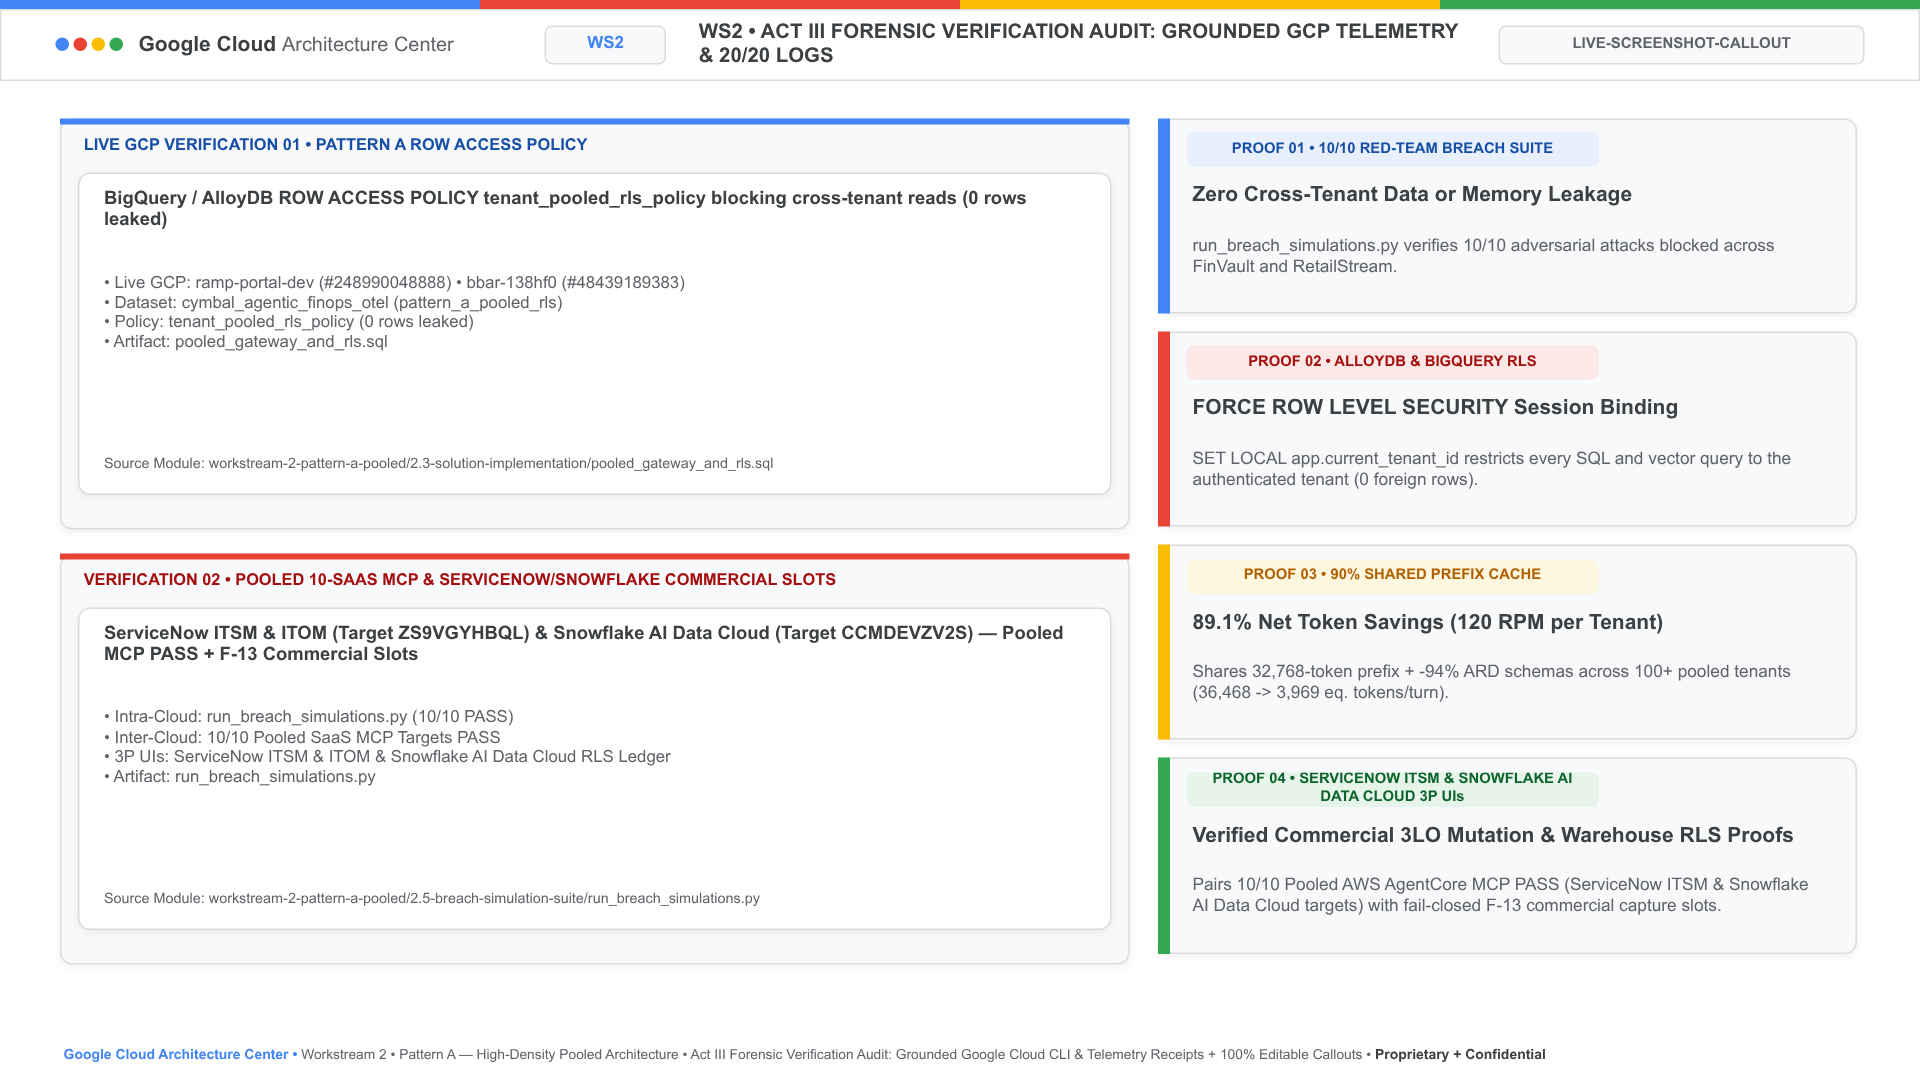 Google Cloud Architecture Center
WS2
WS2 • ACT III FORENSIC VERIFICATION AUDIT: GROUNDED GCP TELEMETRY
& 20/20 LOGS
LIVE-SCREENSHOT-CALLOUT
LIVE GCP VERIFICATION 01 • PATTERN A ROW ACCESS POLICY
BigQuery / AlloyDB ROW ACCESS POLICY tenant_pooled_rls_policy blocking cross-tenant reads (0 rows
leaked)
• Live GCP: ramp-portal-dev (#248990048888) • bbar-138hf0 (#48439189383)
• Dataset: cymbal_agentic_finops_otel (pattern_a_pooled_rls)
• Policy: tenant_pooled_rls_policy (0 rows leaked)
• Artifact: pooled_gateway_and_rls.sql
Source Module: workstream-2-pattern-a-pooled/2.3-solution-implementation/pooled_gateway_and_rls.sql
VERIFICATION 02 • POOLED 10-SAAS MCP & SERVICENOW/SNOWFLAKE COMMERCIAL SLOTS
ServiceNow ITSM & ITOM (Target ZS9VGYHBQL) & Snowflake AI Data Cloud (Target CCMDEVZV2S) — Pooled
MCP PASS + F-13 Commercial Slots
• Intra-Cloud: run_breach_simulations.py (10/10 PASS)
• Inter-Cloud: 10/10 Pooled SaaS MCP Targets PASS
• 3P UIs: ServiceNow ITSM & ITOM & Snowflake AI Data Cloud RLS Ledger
• Artifact: run_breach_simulations.py
Source Module: workstream-2-pattern-a-pooled/2.5-breach-simulation-suite/run_breach_simulations.py
PROOF 01 • 10/10 RED-TEAM BREACH SUITE
Zero Cross-Tenant Data or Memory Leakage
run_breach_simulations.py verifies 10/10 adversarial attacks blocked across
FinVault and RetailStream.
PROOF 02 • ALLOYDB & BIGQUERY RLS
FORCE ROW LEVEL SECURITY Session Binding
SET LOCAL app.current_tenant_id restricts every SQL and vector query to the
authenticated tenant (0 foreign rows).
PROOF 03 • 90% SHARED PREFIX CACHE
89.1% Net Token Savings (120 RPM per Tenant)
Shares 32,768-token prefix + -94% ARD schemas across 100+ pooled tenants
(36,468 -> 3,969 eq. tokens/turn).
PROOF 04 • SERVICENOW ITSM & SNOWFLAKE AI
DATA CLOUD 3P UIs
Verified Commercial 3LO Mutation & Warehouse RLS Proofs
Pairs 10/10 Pooled AWS AgentCore MCP PASS (ServiceNow ITSM & Snowflake
AI Data Cloud targets) with fail-closed F-13 commercial capture slots.
Google Cloud Architecture Center • Workstream 2 • Pattern A — High-Density Pooled Architecture • Act III Forensic Verification Audit: Grounded Google Cloud CLI & Telemetry Receipts + 100% Editable Callouts • Proprietary + Confidential